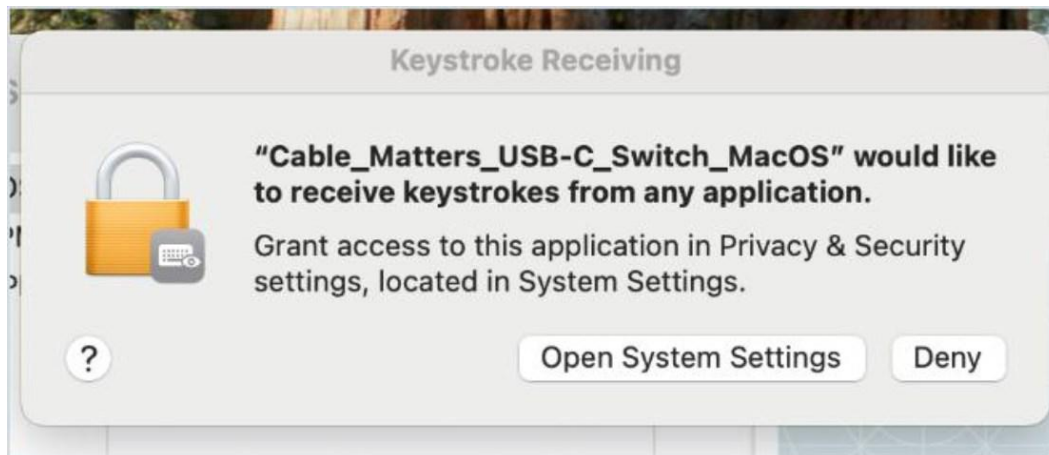 Keystroke Receiving
“Cable_Matters_USB-C_Switch_MacOS” would like
to receive keystrokes from any application.
Grant access to this application in Privacy & Security
settings, located in System Settings.
?
Open System Settings
Deny